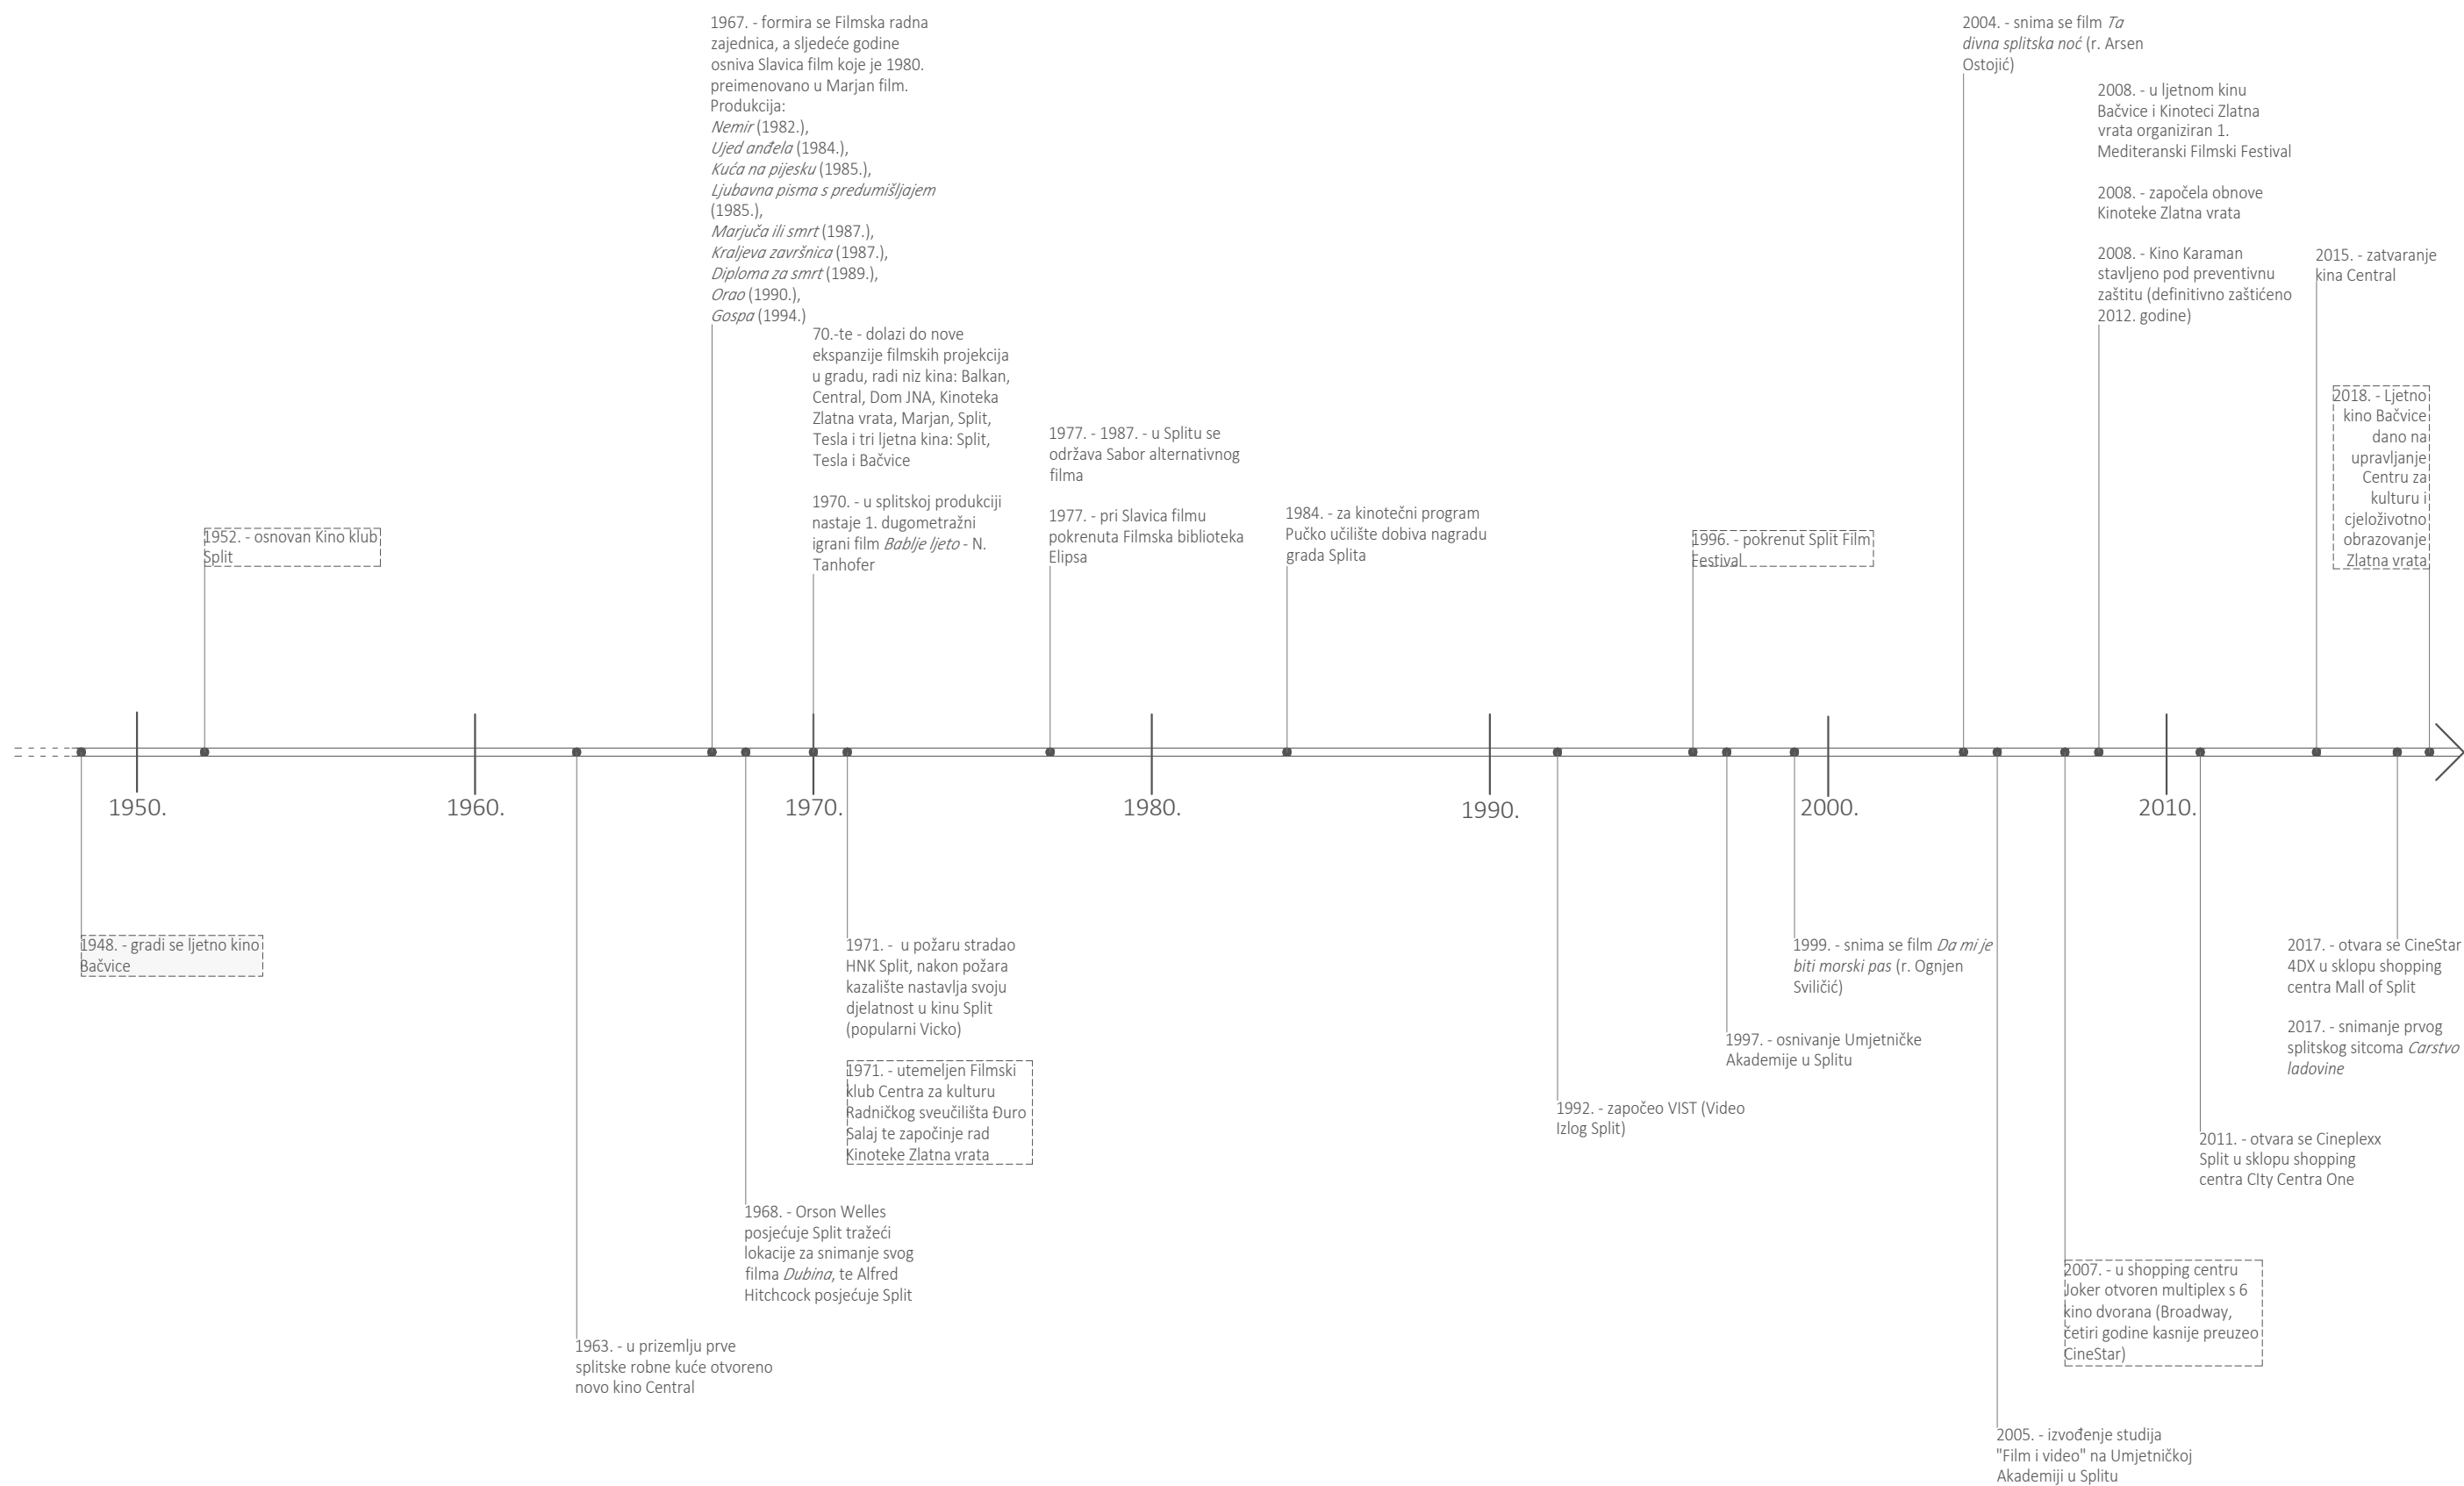 1967. - formira se Filmska radna
zajednica, a sljedeće godine
osniva Slavica film koje je 1980.
preimenovano u Marjan film.
Produkcija:
Nemir (1982.),
Ujed anđela (1984.),
Kuća na pijesku (1985.),
Ljubavna pisma s predumišljajem
(1985.),
Marjuča ili smrt (1987.),
Kraljeva završnica (1987.),
Diploma za smrt (1989.),
Orao (1990.),
Gospa (1994.)
2004. - snima se film Ta
divna splitska noć (r. Arsen
Ostojić)
2008. - u ljetnom kinu
Bačvice i Kinoteci Zlatna
vrata organiziran 1.
Mediteranski Filmski Festival
2008. - započela obnove
Kinoteke Zlatna vrata
2008. - Kino Karaman
stavljeno pod preventivnu
zaštitu (definitivno zaštićeno
2012. godine)
2015. - zatvaranje
kina Central
70.-te - dolazi do nove
ekspanzije filmskih projekcija
u gradu, radi niz kina: Balkan,
Central, Dom JNA, Kinoteka
Zlatna vrata, Marjan, Split,
Tesla i tri ljetna kina: Split,
Tesla i Bačvice
1970. - u splitskoj produkciji
nastaje 1. dugometražni
igrani film Bablje ljeto - N.
Tanhofer
1977. - 1987. - u Splitu se
održava Sabor alternativnog
filma
1977. - pri Slavica filmu
pokrenuta Filmska biblioteka
Elipsa
1984. - za kinotečni program
Pučko učilište dobiva nagradu
grada Splita
2018. - Ljetno
kino Bačvice
dano na
upravljanje
Centru za
kulturu i
cjeloživotno
obrazovanje
Zlatna vrata
1952. - osnovan Kino klub
Split
1996. - pokrenut Split Film
Festival
1950.
1960.
1970.
1980.
1990.
2000.
2010.
1948. - gradi se ljetno kino
Bačvice
1971. - u požaru stradao
HNK Split, nakon požara
kazalište nastavlja svoju
djelatnost u kinu Split
(popularni Vicko)
1971. - utemeljen Filmski
klub Centra za kulturu
Radničkog sveučilišta Đuro
Salaj te započinje rad
Kinoteke Zlatna vrata
1999. - snima se film Da mi je
biti morski pas (r. Ognjen
Sviličić)
1997. - osnivanje Umjetničke
Akademije u Splitu
1992. - započeo VIST (Video
Izlog Split)
2017. - otvara se CineStar
4DX u sklopu shopping
centra Mall of Split
2017. - snimanje prvog
splitskog sitcoma Carstvo
ladovine
2011. - otvara se Cineplexx
Split u sklopu shopping
centra CIty Centra One
1968. - Orson Welles
posjećuje Split tražeći
lokacije za snimanje svog
filma Dubina, te Alfred
Hitchcock posjećuje Split
2007. - u shopping centru
Joker otvoren multiplex s 6
kino dvorana (Broadway,
četiri godine kasnije preuzeo
CineStar)
1963. - u prizemlju prve
splitske robne kuće otvoreno
novo kino Central
2005. - izvođenje studija
"Film i video" na Umjetničkoj
Akademiji u Splitu